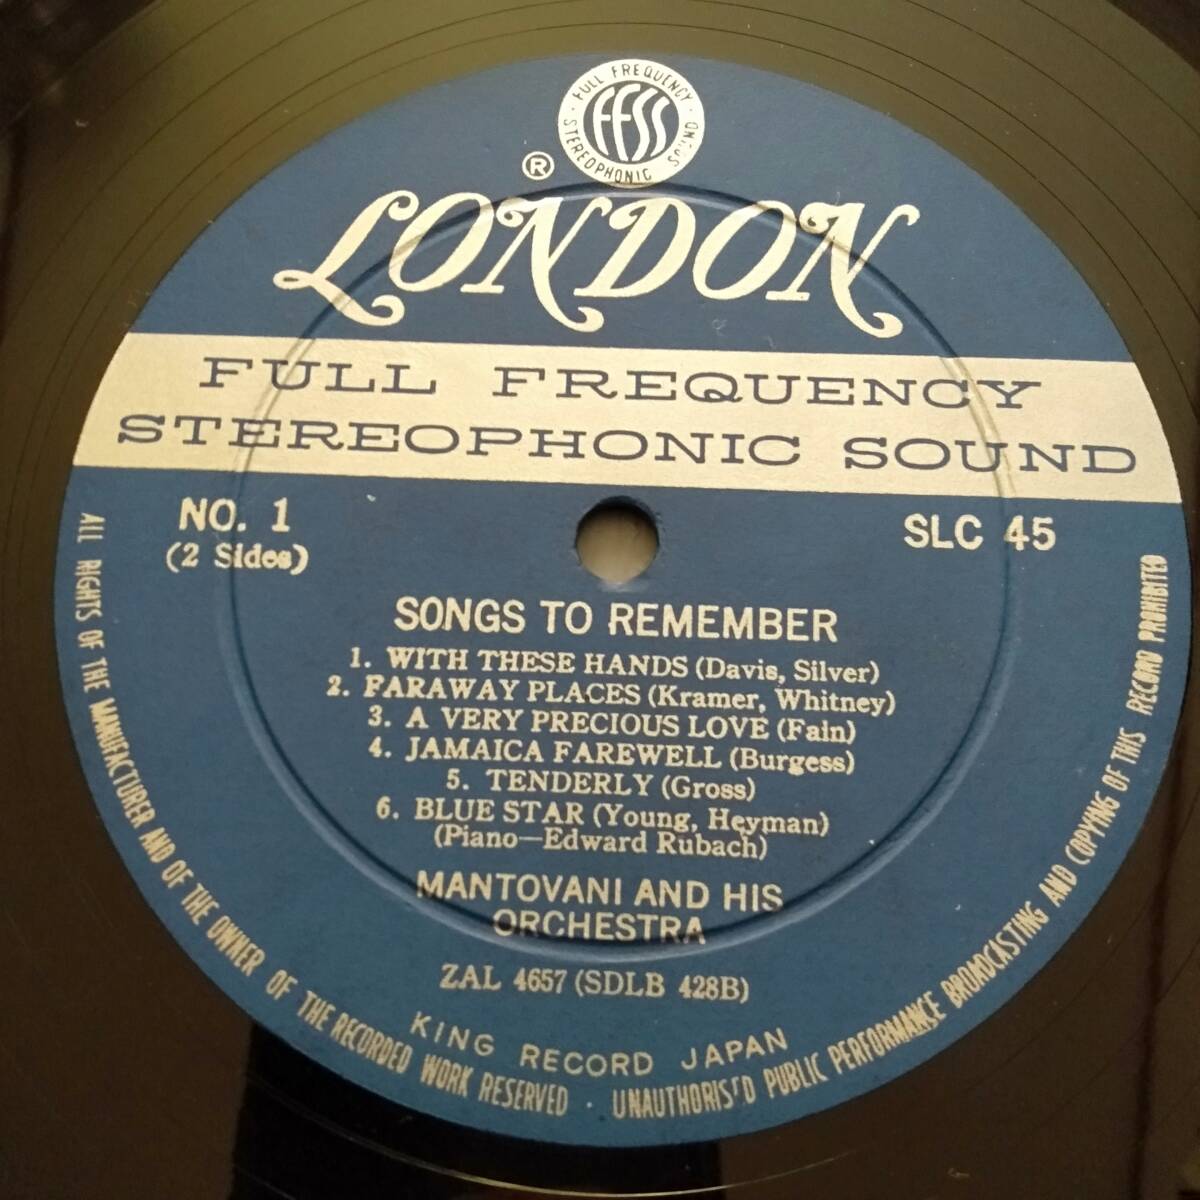 FULL FREQUENCY
FFSS
STEREOPHONIC SOUND
®
LONDON
FULL FREQUENCY
STEREOPHONIC SOUND
NO. 1
(2 Sides)
SLC 45
SONGS TO REMEMBER
1. WITH THESE HANDS (Davis, Silver)
2. FARAWAY PLACES (Kramer, Whitney)
3. A VERY PRECIOUS LOVE (Fain)
4. JAMAICA FAREWELL (Burgess)
5. TENDERLY (Gross)
6. BLUE STAR (Young, Heyman)
(Piano—Edward Rubach)
MANTOVANI AND HIS
ORCHESTRA
ZAL 4657 (SDLB 428B)
KING RECORD JAPAN
ALL RIGHTS OF THE MANUFACTURER AND OF THE OWNER OF THE RECORDED WORK RESERVED · UNAUTHORIS'D PUBLIC PERFORMANCE BROADCASTING AND COPYING OF THIS RECORD PROHIBITED